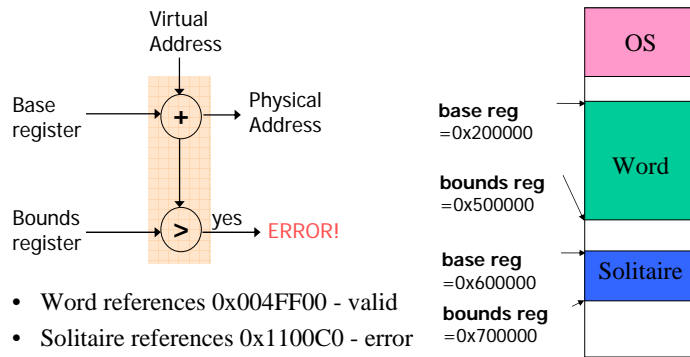 Virtual
Address
Base
register
+
Physical
Address
Bounds
register
>
yes
ERROR!
• Word references 0x004FF00 - valid
• Solitaire references 0x1100C0 - error
OS
base reg
=0x200000
Word
bounds reg
=0x500000
base reg
=0x600000
Solitaire
bounds reg
=0x700000